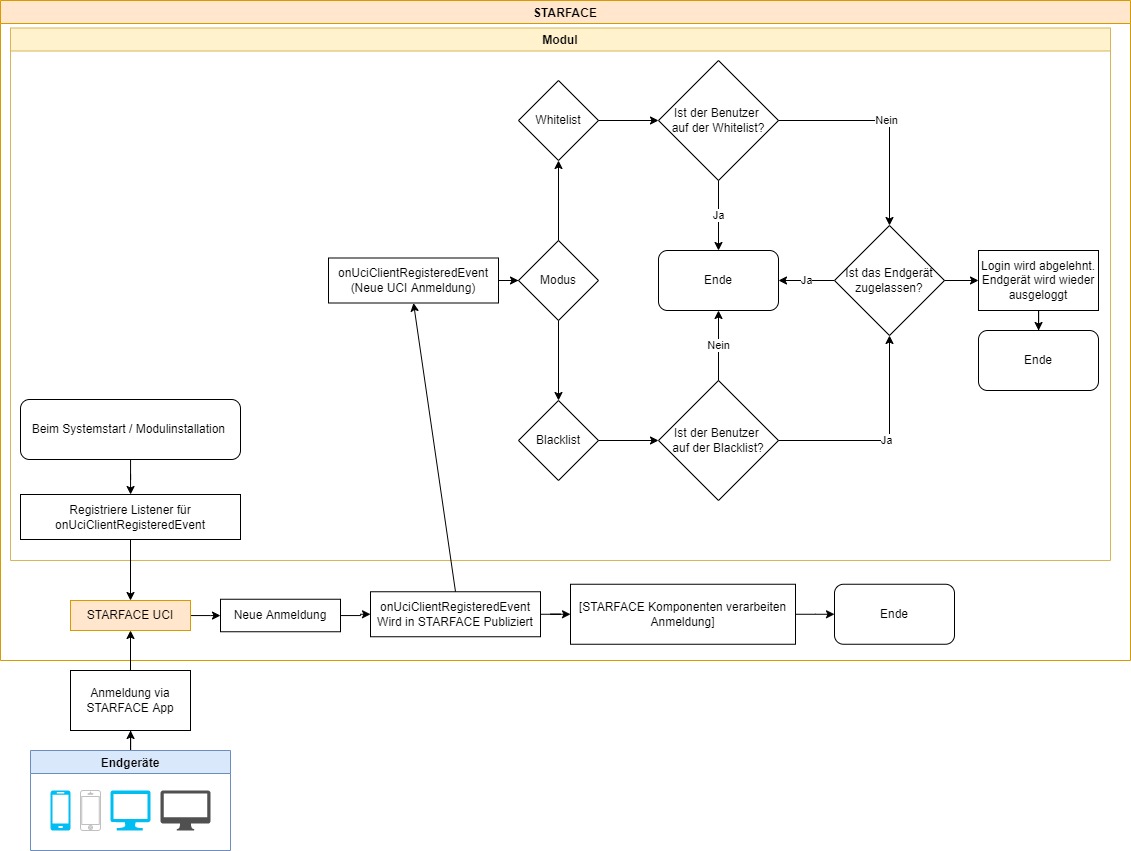 STARFACE
Modul
Whitelist
Ist der Benutzer
auf der Whitelist?
Nein
Ja
onUciClientRegisteredEvent
(Neue UCI Anmeldung)
Modus
Ende
Ja
Ist das Endgerät
zugelassen?
Login wird abgelehnt.
Endgerät wird wieder
ausgeloggt
Ende
Nein
Blacklist
Ist der Benutzer
auf der Blacklist?
Ja
Beim Systemstart / Modulinstallation
Registriere Listener für
onUciClientRegisteredEvent
STARFACE UCI
Neue Anmeldung
onUciClientRegisteredEvent
Wird in STARFACE Publiziert
[STARFACE Komponenten verarbeiten
Anmeldung]
Ende
Anmeldung via
STARFACE App
Endgeräte